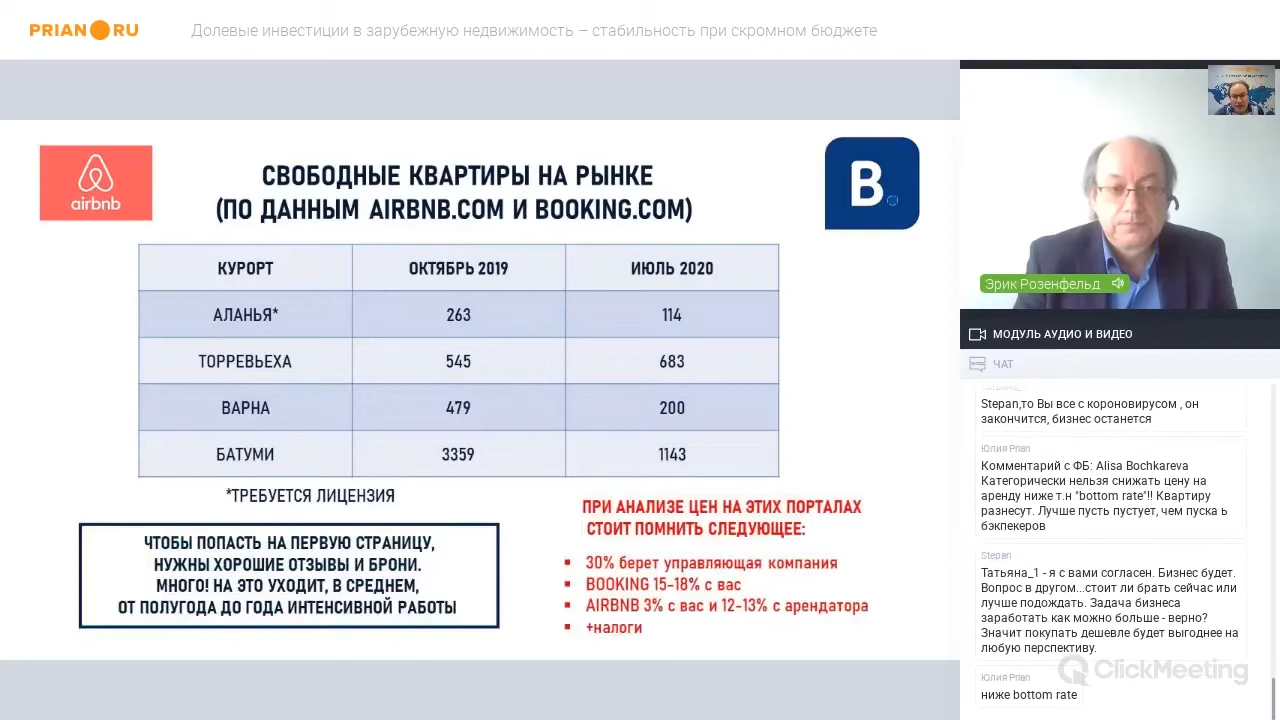 PRIAN RU
Долевые инвестиции в зарубежную недвижимость – стабильность при скромном бюджете
airbnb
СВОБОДНЫЕ КВАРТИРЫ НА РЫНКЕ
(ПО ДАННЫМ AIRBNB.COM И BOOKING.COM)
B.
КУРОРТ ОКТЯБРЬ 2019 ИЮЛЬ 2020
АЛАНЬЯ* 263 114
ТОРРЕВЬЕХА 545 683
ВАРНА 479 200
БАТУМИ 3359 1143
*ТРЕБУЕТСЯ ЛИЦЕНЗИЯ
ЧТОБЫ ПОПАСТЬ НА ПЕРВУЮ СТРАНИЦУ,
НУЖНЫ ХОРОШИЕ ОТЗЫВЫ И БРОНИ.
МНОГО! НА ЭТО УХОДИТ, В СРЕДНЕМ,
ОТ ПОЛУГОДА ДО ГОДА ИНТЕНСИВНОЙ РАБОТЫ
ПРИ АНАЛИЗЕ ЦЕН НА ЭТИХ ПОРТАЛАХ
СТОИТ ПОМНИТЬ СЛЕДУЮЩЕЕ:
▪ 30% берет управляющая компания
▪ BOOKING 15-18% с вас
▪ AIRBNB 3% с вас и 12-13% с арендатора
▪ +налоги
Эрик Розенфельд
МОДУЛЬ АУДИО И ВИДЕО
ЧАТ
Stepan,то Вы все с короновирусом , он
закончится, бизнес останется
Юлия Prian
Комментарий с ФБ: Alisa Bochkareva
Категорически нельзя снижать цену на
аренду ниже т.н "bottom rate"!! Квартиру
разнесут. Лучше пусть пустует, чем пуска ь
бэкпекеров
Stepan
Татьяна_1 - я с вами согласен. Бизнес будет.
Вопрос в другом...стоит ли брать сейчас или
лучше подождать. Задача бизнеса
заработать как можно больше - верно?
Значит покупать дешевле будет выгоднее на
любую перспективу.
ClickMeeting
Юлия Prian
ниже bottom rate